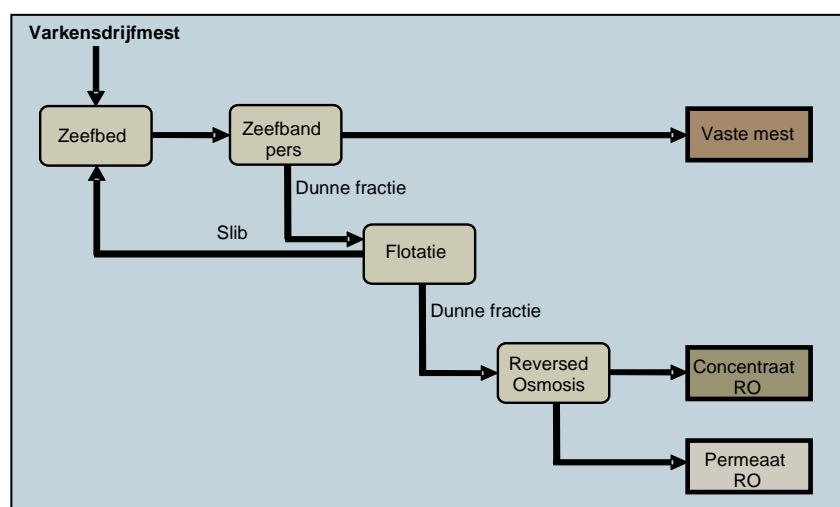 Varkensdrijfmest
Zeefbed
Zeefband
pers
Vaste mest
Dunne fractie
Slib
Flotatie
Dunne fractie
Reversed
Osmosis
Concentraat
RO
Permeaat
RO